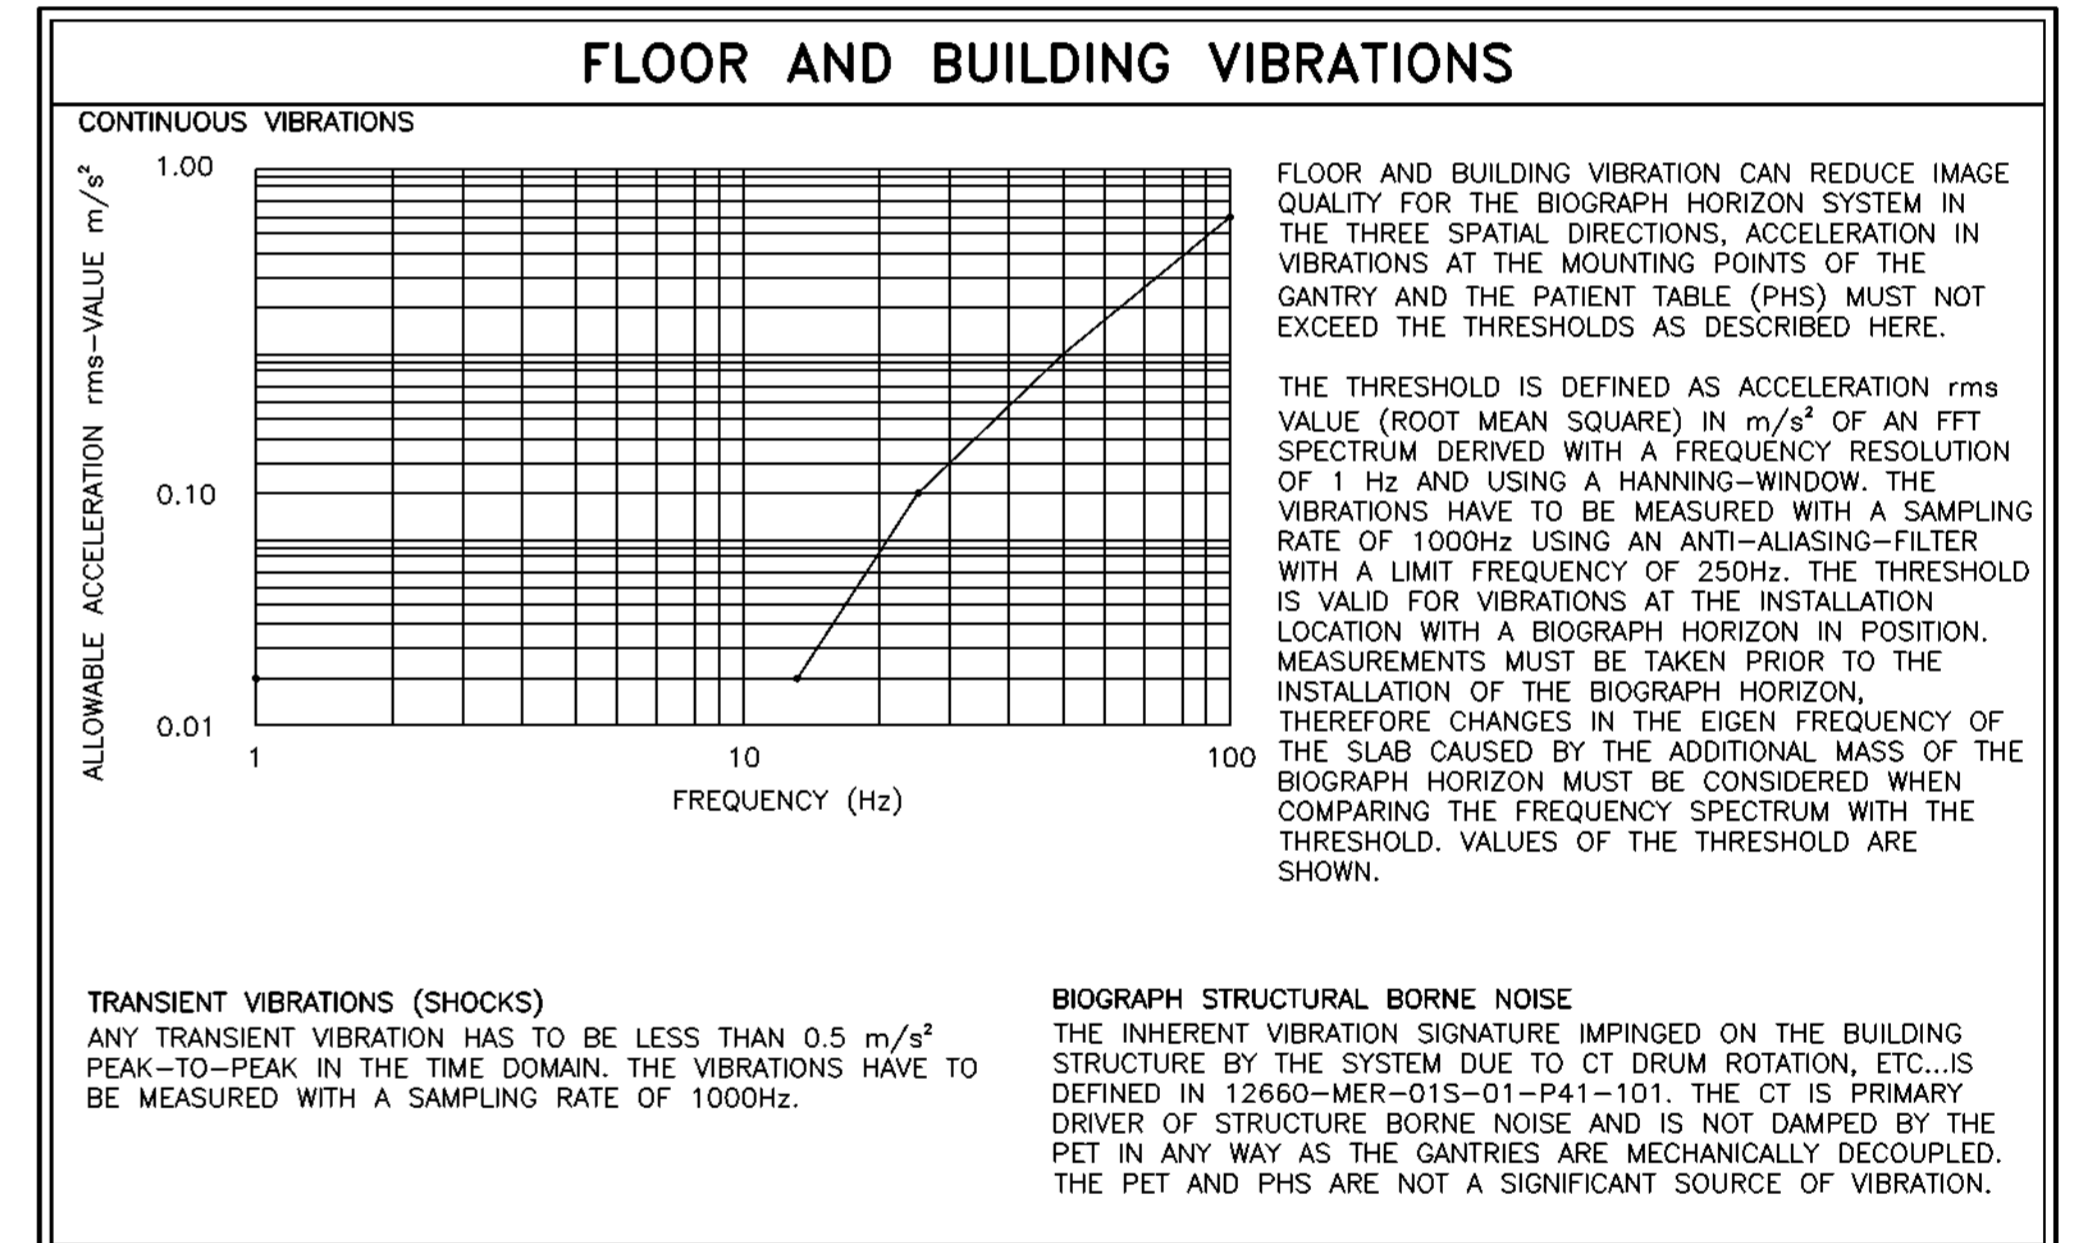 FLOOR AND BUILDING VIBRATIONS
CONTINUOUS VIBRATIONS
ALLOWABLE ACCELERATION rms-VALUE m/s²
1.00
0.10
0.01
1
10
100
FREQUENCY (Hz)
FLOOR AND BUILDING VIBRATION CAN REDUCE IMAGE
QUALITY FOR THE BIOGRAPH HORIZON SYSTEM IN
THE THREE SPATIAL DIRECTIONS, ACCELERATION IN
VIBRATIONS AT THE MOUNTING POINTS OF THE
GANTRY AND THE PATIENT TABLE (PHS) MUST NOT
EXCEED THE THRESHOLDS AS DESCRIBED HERE.
THE THRESHOLD IS DEFINED AS ACCELERATION rms
VALUE (ROOT MEAN SQUARE) IN m/s² OF AN FFT
SPECTRUM DERIVED WITH A FREQUENCY RESOLUTION
OF 1 Hz AND USING A HANNING-WINDOW. THE
VIBRATIONS HAVE TO BE MEASURED WITH A SAMPLING
RATE OF 1000Hz USING AN ANTI-ALIASING-FILTER
WITH A LIMIT FREQUENCY OF 250Hz. THE THRESHOLD
IS VALID FOR VIBRATIONS AT THE INSTALLATION
LOCATION WITH A BIOGRAPH HORIZON IN POSITION.
MEASUREMENTS MUST BE TAKEN PRIOR TO THE
INSTALLATION OF THE BIOGRAPH HORIZON,
THEREFORE CHANGES IN THE EIGEN FREQUENCY OF
THE SLAB CAUSED BY THE ADDITIONAL MASS OF THE
BIOGRAPH HORIZON MUST BE CONSIDERED WHEN
COMPARING THE FREQUENCY SPECTRUM WITH THE
THRESHOLD. VALUES OF THE THRESHOLD ARE
SHOWN.
TRANSIENT VIBRATIONS (SHOCKS)
ANY TRANSIENT VIBRATION HAS TO BE LESS THAN 0.5 m/s²
PEAK-TO-PEAK IN THE TIME DOMAIN. THE VIBRATIONS HAVE TO
BE MEASURED WITH A SAMPLING RATE OF 1000Hz.
BIOGRAPH STRUCTURAL BORNE NOISE
THE INHERENT VIBRATION SIGNATURE IMPINGED ON THE BUILDING
STRUCTURE BY THE SYSTEM DUE TO CT DRUM ROTATION, ETC...IS
DEFINED IN 12660-MER-01S-01-P41-101. THE CT IS PRIMARY
DRIVER OF STRUCTURE BORNE NOISE AND IS NOT DAMPED BY THE
PET IN ANY WAY AS THE GANTRIES ARE MECHANICALLY DECOUPLED.
THE PET AND PHS ARE NOT A SIGNIFICANT SOURCE OF VIBRATION.